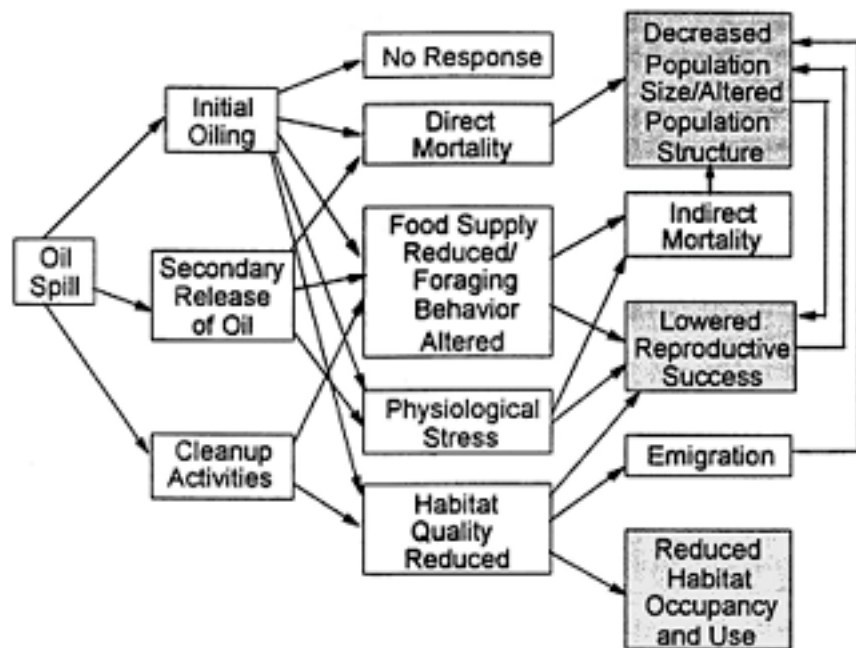 Oil
Spill
Initial
Oiling
Secondary
Release
of Oil
Cleanup
Activities
No Response
Direct
Mortality
Food Supply
Reduced/
Foraging
Behavior
Altered
Physiological
Stress
Habitat
Quality
Reduced
Decreased
Population
Size/Altered
Population
Structure
Indirect
Mortality
Lowered
Reproductive
Success
Emigration
Reduced
Habitat
Occupancy
and Use